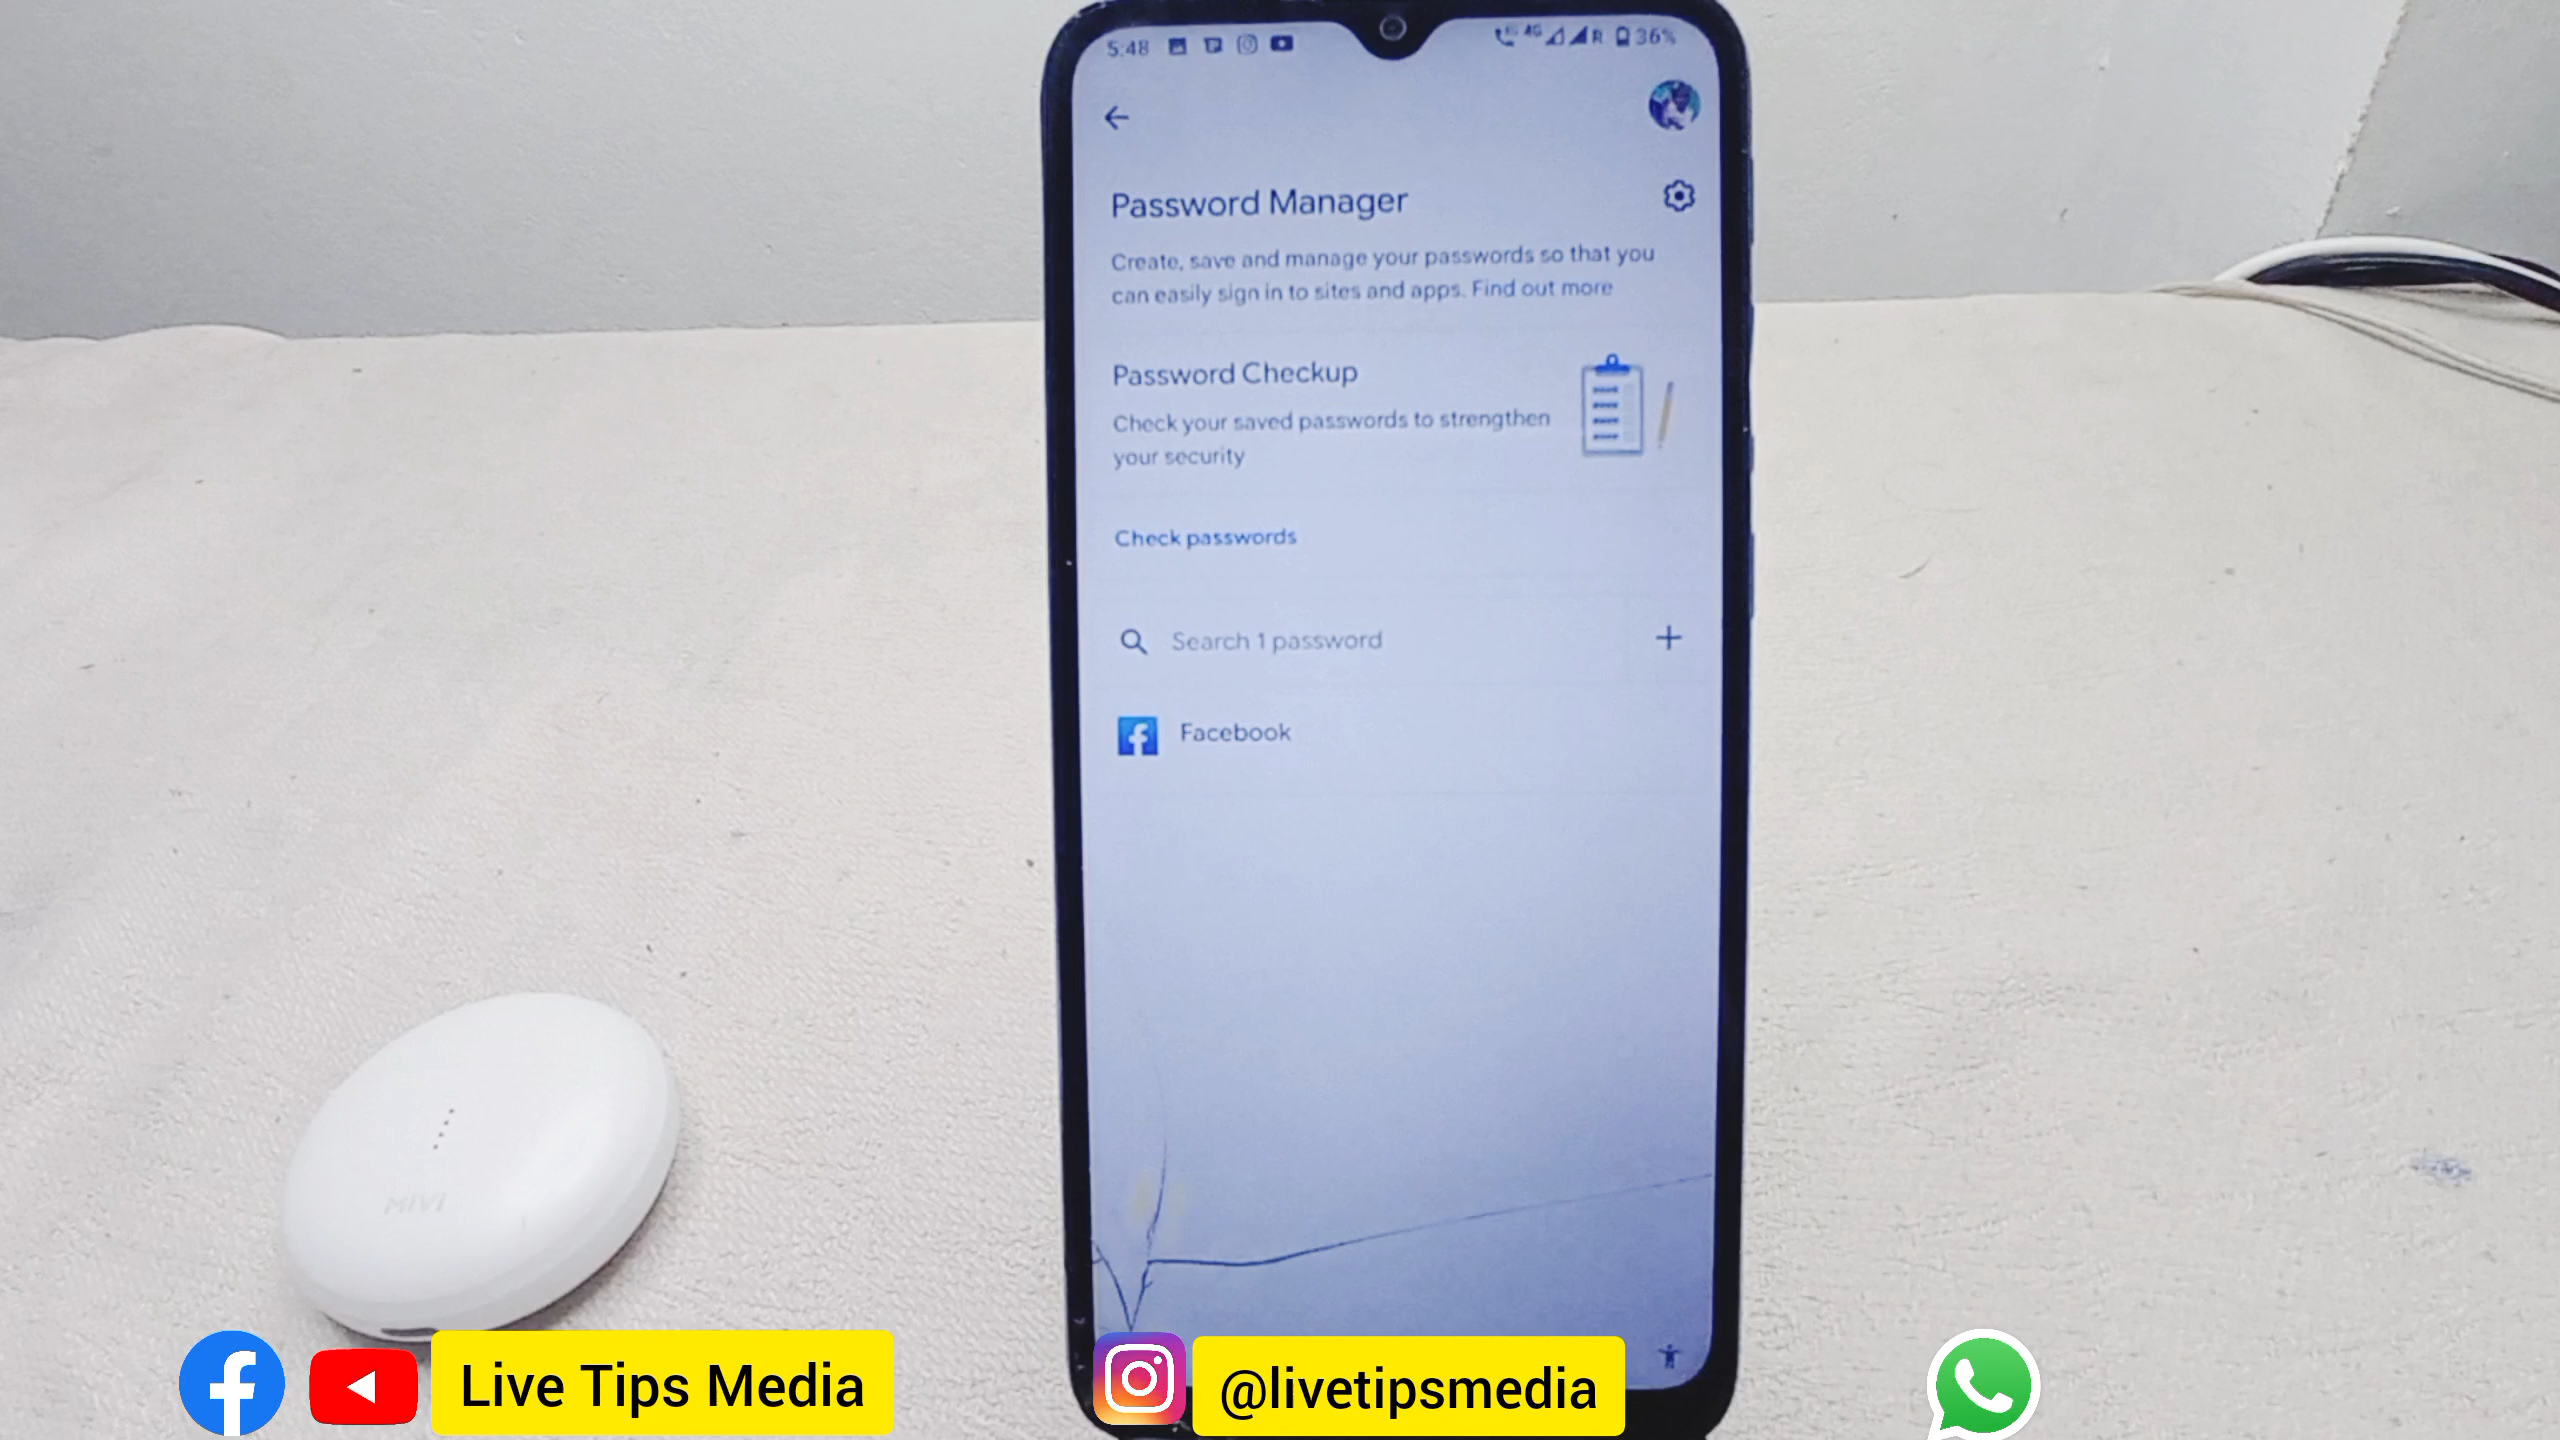 5:48
4G R 36%
Password Manager
Create, save and manage your passwords so that you
can easily sign in to sites and apps. Find out more
Password Checkup
Check your saved passwords to strengthen
your security
Check passwords
Search 1 password
Facebook
MIVI
Live Tips Media
@livetipsmedia